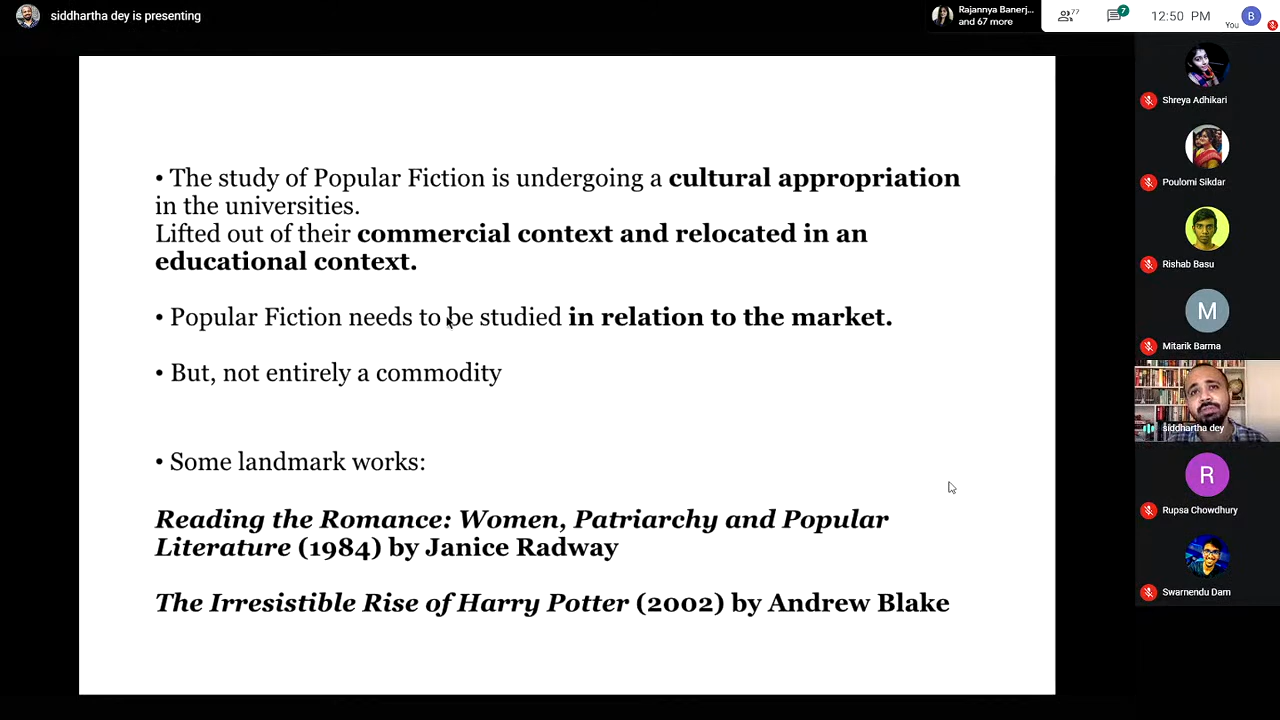 siddhartha dey is presenting
Rajannya Banerj...
and 67 more
77
7
12:50 PM
You
B
• The study of Popular Fiction is undergoing a cultural appropriation
in the universities.
Lifted out of their commercial context and relocated in an
educational context.
• Popular Fiction needs to be studied in relation to the market.
• But, not entirely a commodity
• Some landmark works:
Reading the Romance: Women, Patriarchy and Popular
Literature (1984) by Janice Radway
The Irresistible Rise of Harry Potter (2002) by Andrew Blake
Shreya Adhikari
Poulomi Sikdar
Rishab Basu
M
Mitarik Barma
siddhartha dey
R
Rupsa Chowdhury
Swarnendu Dam